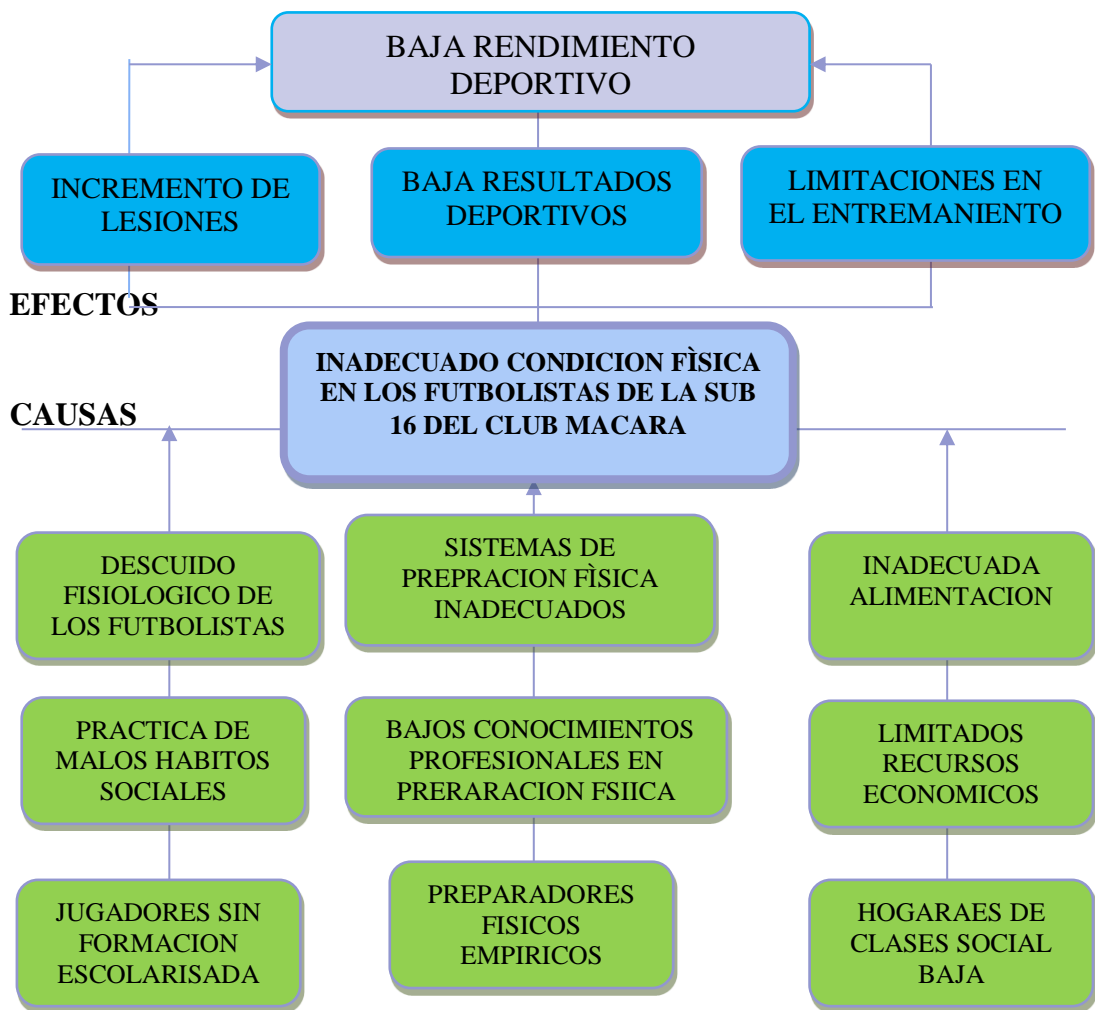 BAJA RENDIMIENTO
DEPORTIVO
INCREMENTO DE
LESIONES
BAJA RESULTADOS
DEPORTIVOS
LIMITACIONES EN
EL ENTREMANIENTO
EFECTOS
INADECUADO CONDICION FÌSICA
EN LOS FUTBOLISTAS DE LA SUB
16 DEL CLUB MACARA
CAUSAS
DESCUIDO
FISIOLOGICO DE
LOS FUTBOLISTAS
SISTEMAS DE
PREPRACION FÌSICA
INADECUADOS
INADECUADA
ALIMENTACION
PRACTICA DE
MALOS HABITOS
SOCIALES
BAJOS CONOCIMIENTOS
PROFESIONALES EN
PRERARACION FSIICA
LIMITADOS
RECURSOS
ECONOMICOS
JUGADORES SIN
FORMACION
ESCOLARISADA
PREPARADORES
FISICOS
EMPIRICOS
HOGARAES DE
CLASES SOCIAL
BAJA